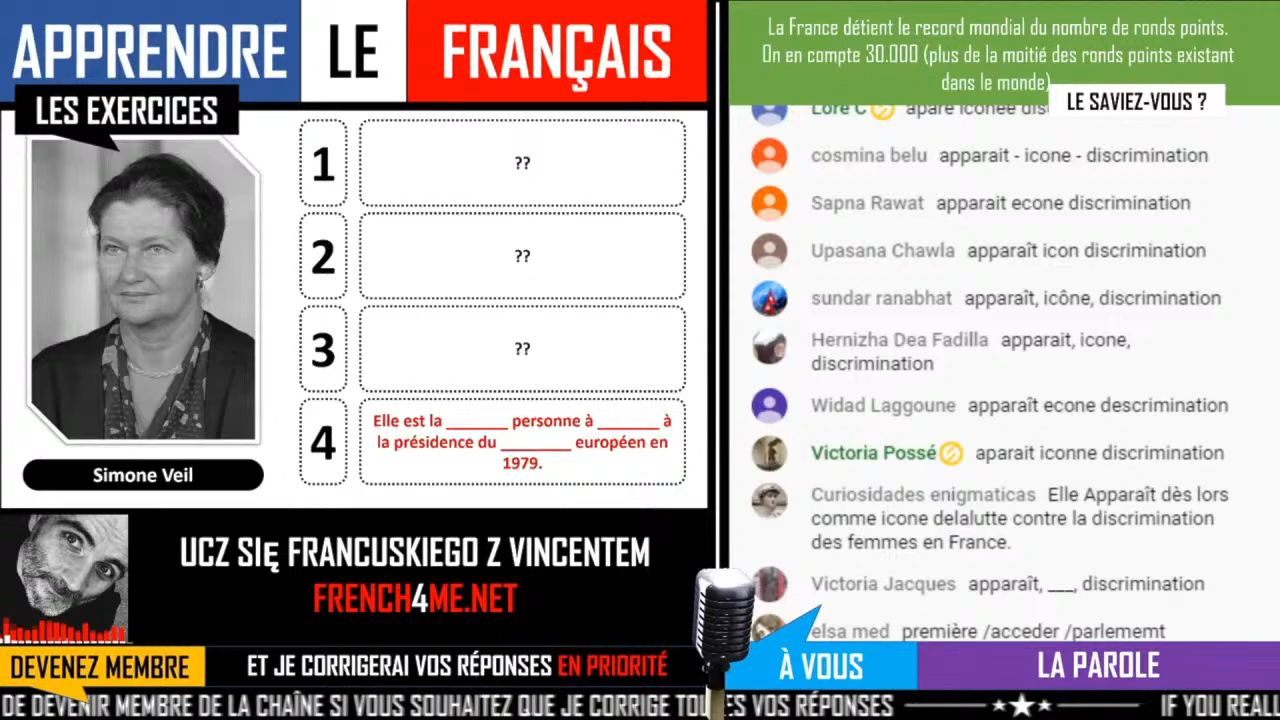 APPRENDRE LE FRANÇAIS
LES EXERCICES
1
??
2
??
3
??
4
Elle est la _______ personne à _______ à
la présidence du ________ européen en
1979.
Simone Veil
UCZ SIĘ FRANCUSKIEGO Z VINCENTEM
FRENCH4ME.NET
DEVENEZ MEMBRE
ET JE CORRIGERAI VOS RÉPONSES EN PRIORITÉ
La France détient le record mondial du nombre de ronds points.
On en compte 30.000 (plus de la moitié des ronds points existant
dans le monde)
LE SAVIEZ-VOUS ?
Lore C apare iconee dis
cosmina belu apparait - icone - discrimination
Sapna Rawat apparait econe discrimination
Upasana Chawla apparaît icon discrimination
sundar ranabhat apparaît, icône, discrimination
Hernizha Dea Fadilla apparait, icone,
discrimination
Widad Laggoune apparaît econe descrimination
Victoria Possé aparait iconne discrimination
Curiosidades enigmaticas Elle Apparaît dès lors
comme icone delalutte contre la discrimination
des femmes en France.
Victoria Jacques apparaît, ___, discrimination
elsa med première /acceder /parlement
À VOUS
LA PAROLE
DE DEVENIR MEMBRE DE LA CHAÎNE SI VOUS SOUHAITEZ QUE JE CORRIGE TOUTES VOS RÉPONSES
IF YOU REALL